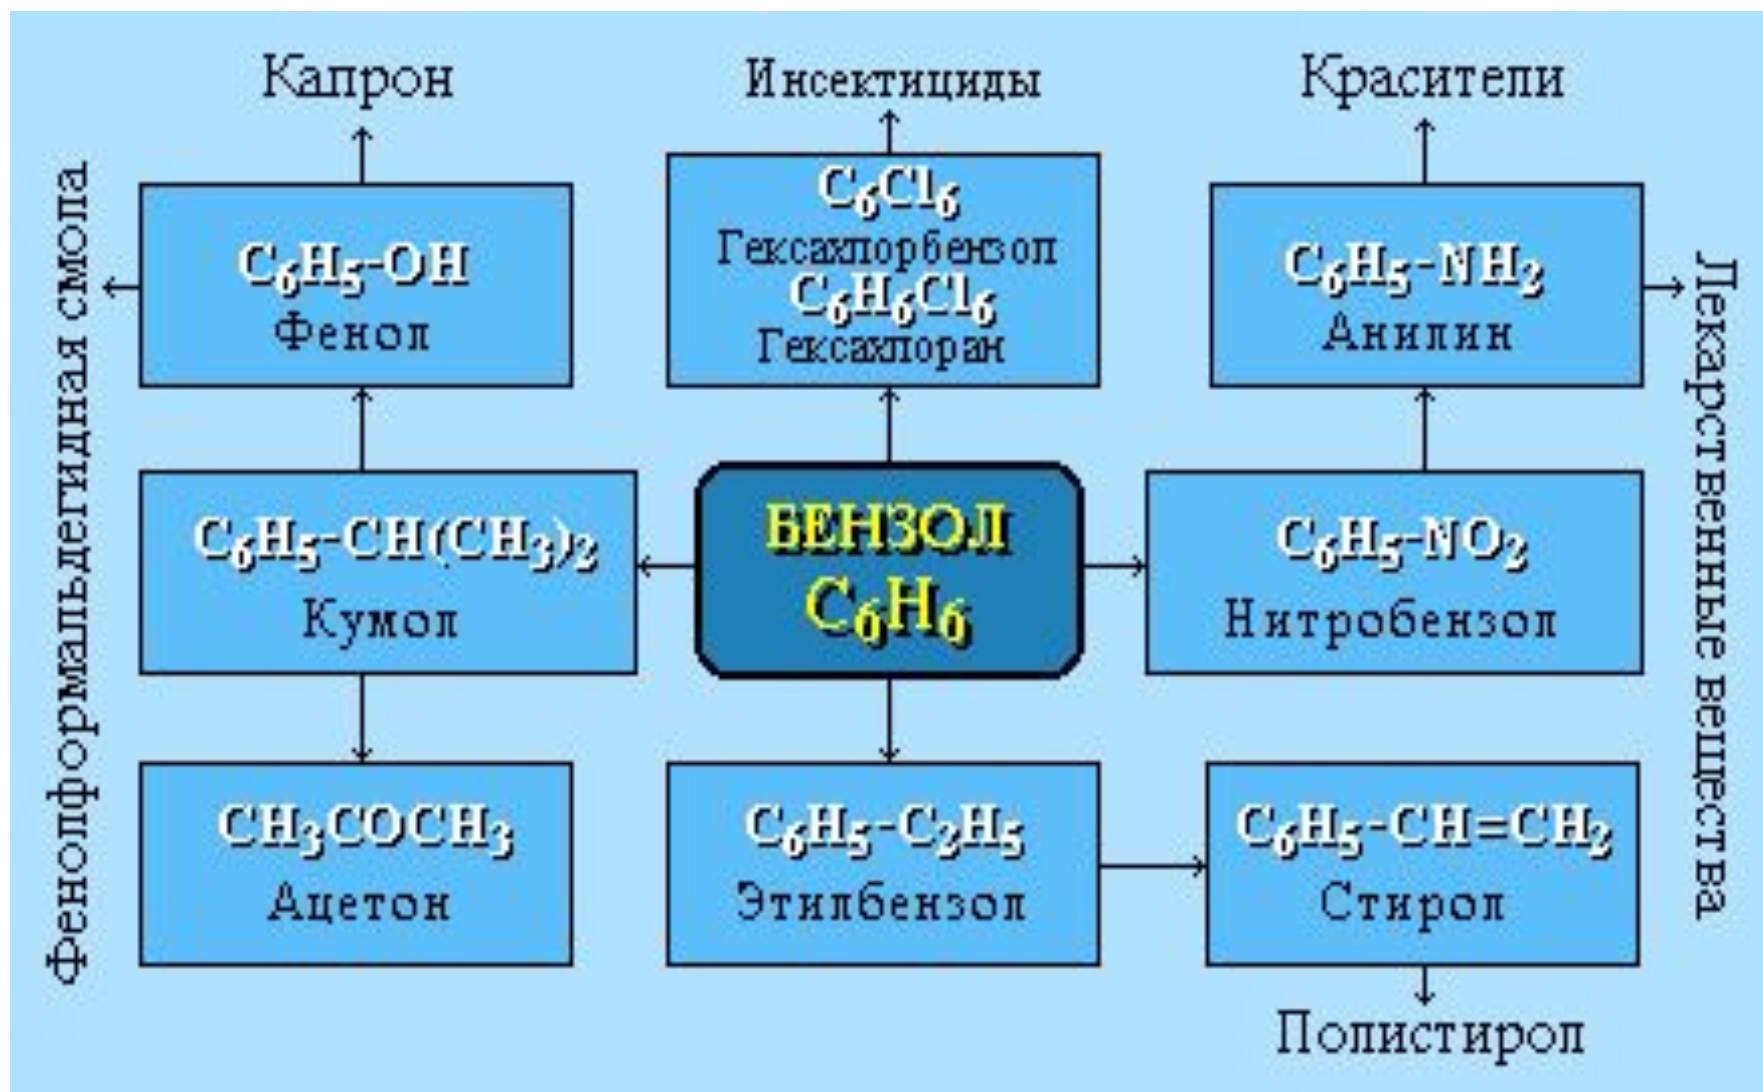 Капрон
Инсектициды
Красители
Фенолформальдегидная смола
C₆H₅-OH
Фенол
C₆Cl₆
Гексахлорбензол
C₆H₆Cl₆
Гексахлоран
C₆H₅-NH₂
Анилин
Лекарственные вещества
C₆H₅-CH(CH₃)₂
Кумол
БЕНЗОЛ
C₆H₆
C₆H₅-NO₂
Нитробензол
CH₃COCH₃
Ацетон
C₆H₅-C₂H₅
Этилбензол
C₆H₅-CH=CH₂
Стирол
Полистирол